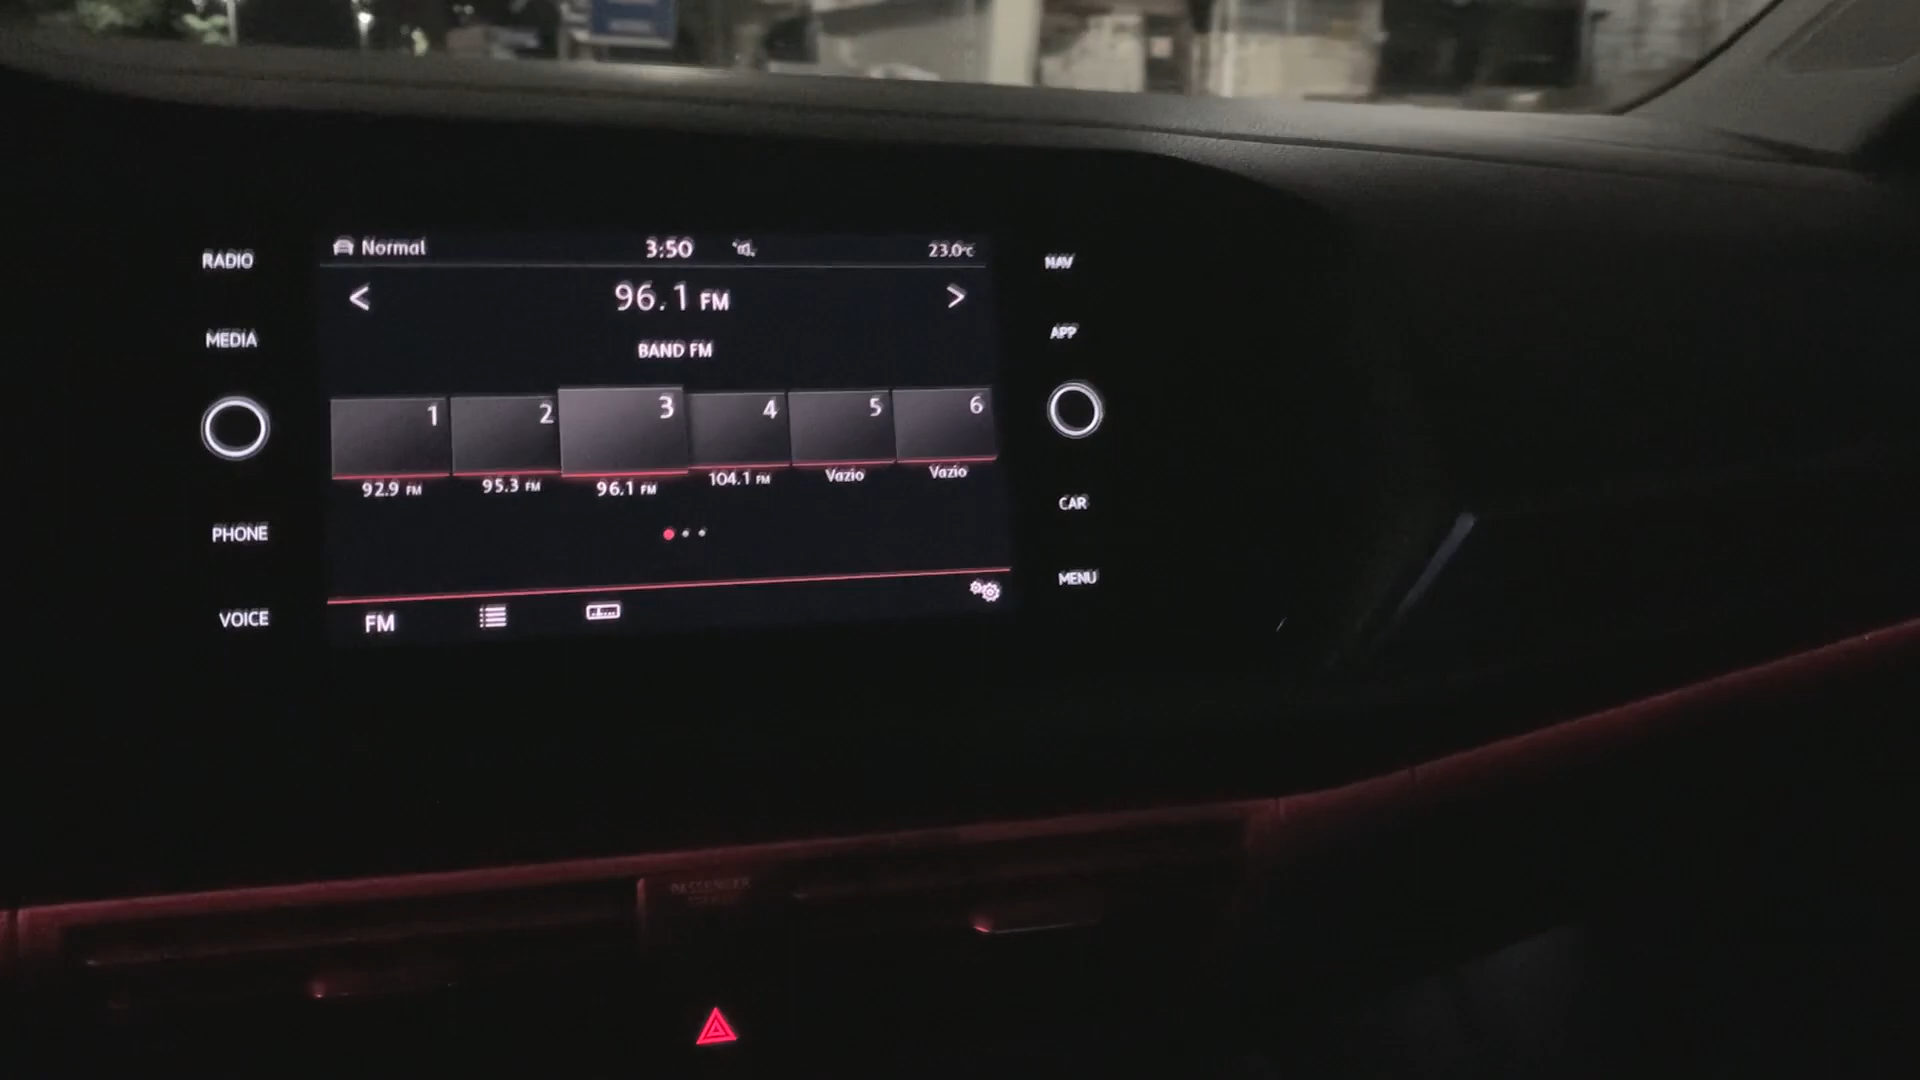 RADIO
MEDIA
PHONE
VOICE
Normal 3:50 23.0°C
96.1 FM
BAND FM
1 2 3 4 5 6
92.9 FM 95.3 FM 96.1 FM 104.1 FM Vazio Vazio
FM
NAV
APP
CAR
MENU
PASSENGER